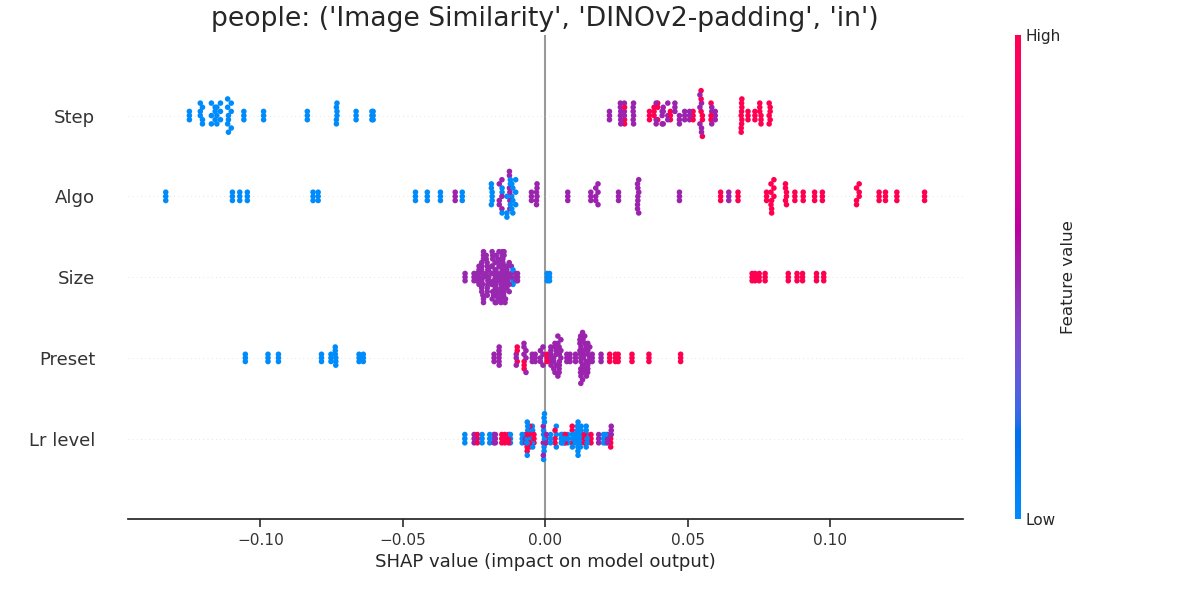 people: ('Image Similarity', 'DINOv2-padding', 'in')
High
Step
Algo
Size
Preset
Lr level
Feature value
Low
−0.10
−0.05
0.00
0.05
0.10
SHAP value (impact on model output)